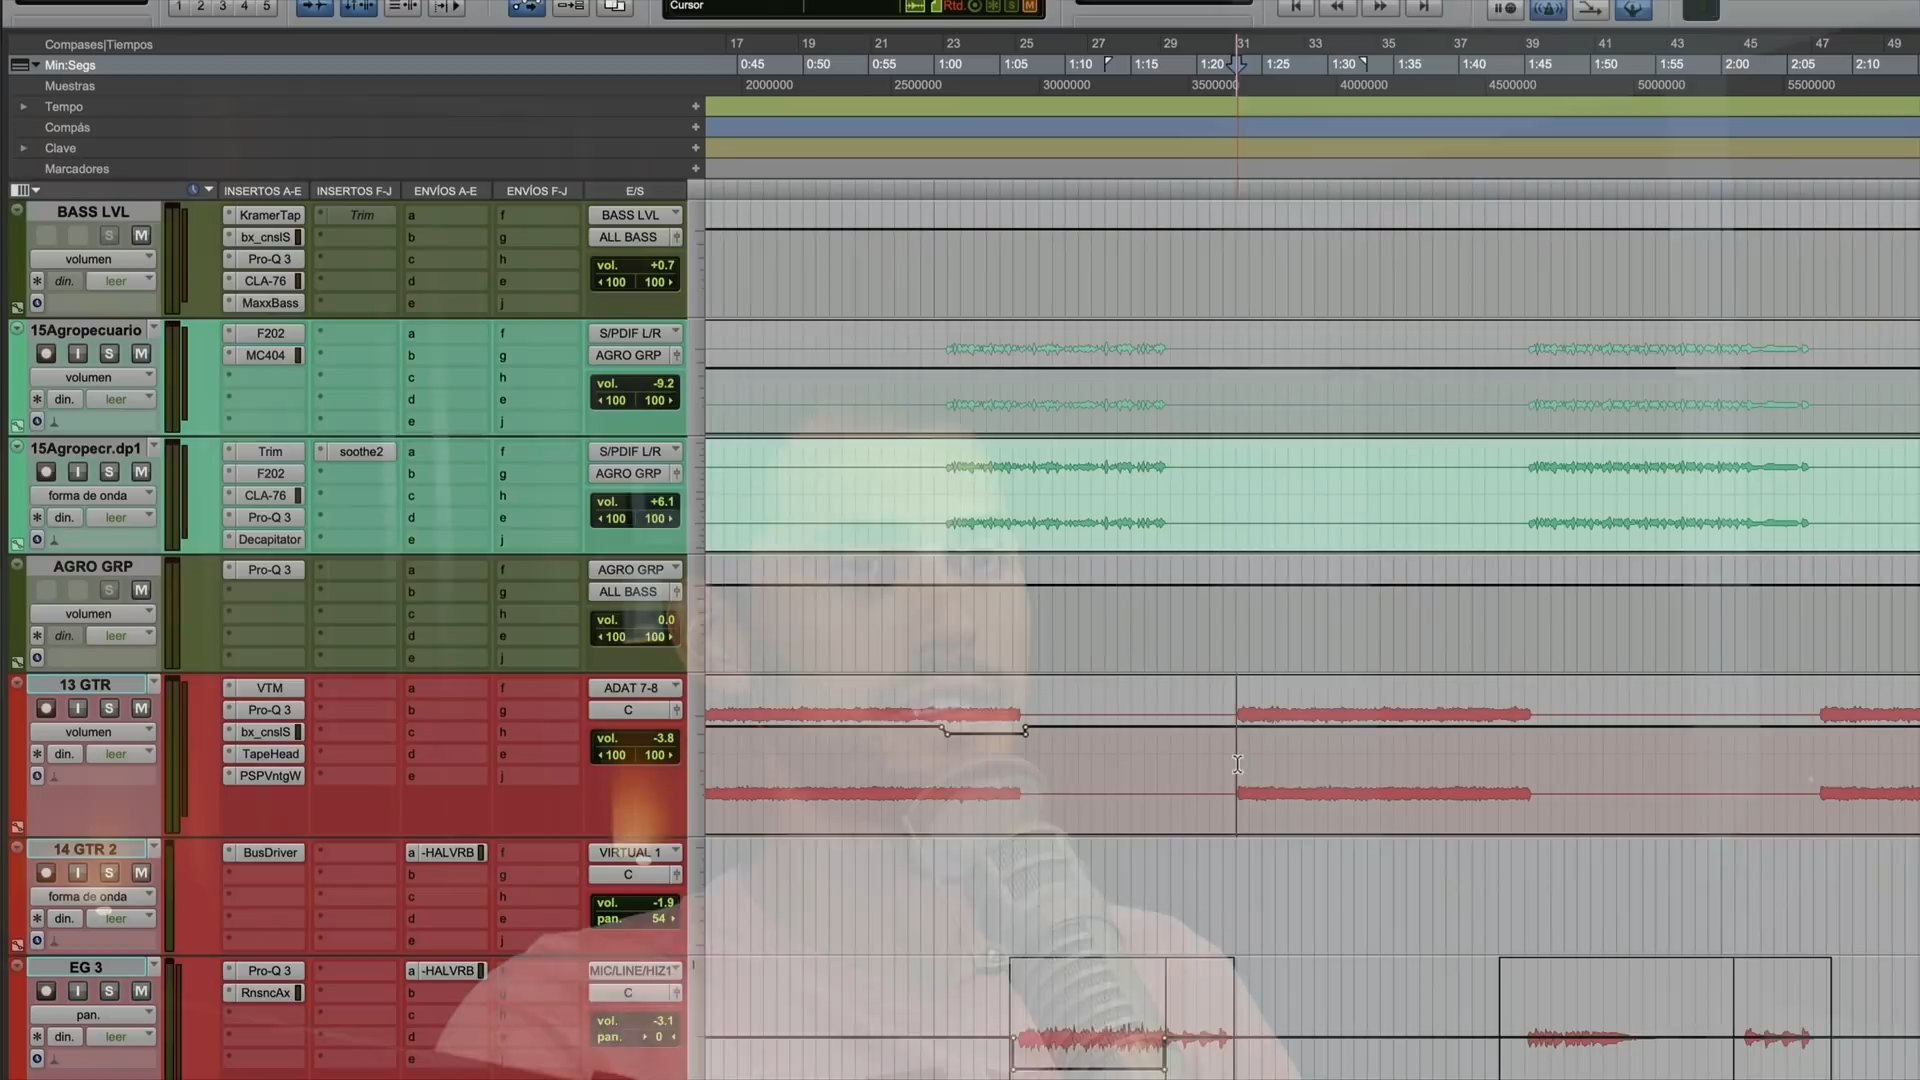 1 2 3 4 5
Cursor
Rtd.
S
M
Compases|Tiempos
17 19 21 23 25 27 29 31 33 35 37 39 41 43 45 47 49
Min:Segs
0:45 0:50 0:55 1:00 1:05 1:10 1:15 1:20 1:25 1:30 1:35 1:40 1:45 1:50 1:55 2:00 2:05 2:10
Muestras
2000000 2500000 3000000 3500000 4000000 4500000 5000000 5500000
Tempo
Compás
Clave
Marcadores
INSERTOS A-E INSERTOS F-J ENVÍOS A-E ENVÍOS F-J E/S
BASS LVL KramerTap Trim a f BASS LVL
S M bx_cnslS b g ALL BASS
volumen Pro-Q 3 c h vol. +0.7
din. leer CLA-76 d e 100 100
MaxxBass e j
15Agropecuario F202 a f S/PDIF L/R
I S M MC404 b g AGRO GRP
volumen c h vol. -9.2
din. leer d e 100 100
e j
15Agropecr.dp1 Trim soothe2 a f S/PDIF L/R
I S M F202 b g AGRO GRP
forma de onda CLA-76 c h vol. +6.1
din. leer Pro-Q 3 d e 100 100
Decapitator e j
AGRO GRP Pro-Q 3 a f AGRO GRP
S M b g ALL BASS
volumen c h vol. 0.0
din. leer d e 100 100
e j
13 GTR VTM a f ADAT 7-8
I S M Pro-Q 3 b g C
volumen bx_cnslS c h vol. -3.8
din. leer TapeHead d e 100 100
PSPVntgW e j
14 GTR 2 BusDriver a -HALVRB f VIRTUAL 1
I S M b g C
forma de onda c h vol. -1.9
din. leer d e pan. 54
e j
EG 3 Pro-Q 3 a -HALVRB f MIC/LINE/HIZ1
I S M RnsncAx b g C
pan. c h vol. -3.1
din. leer d e pan. 0
e